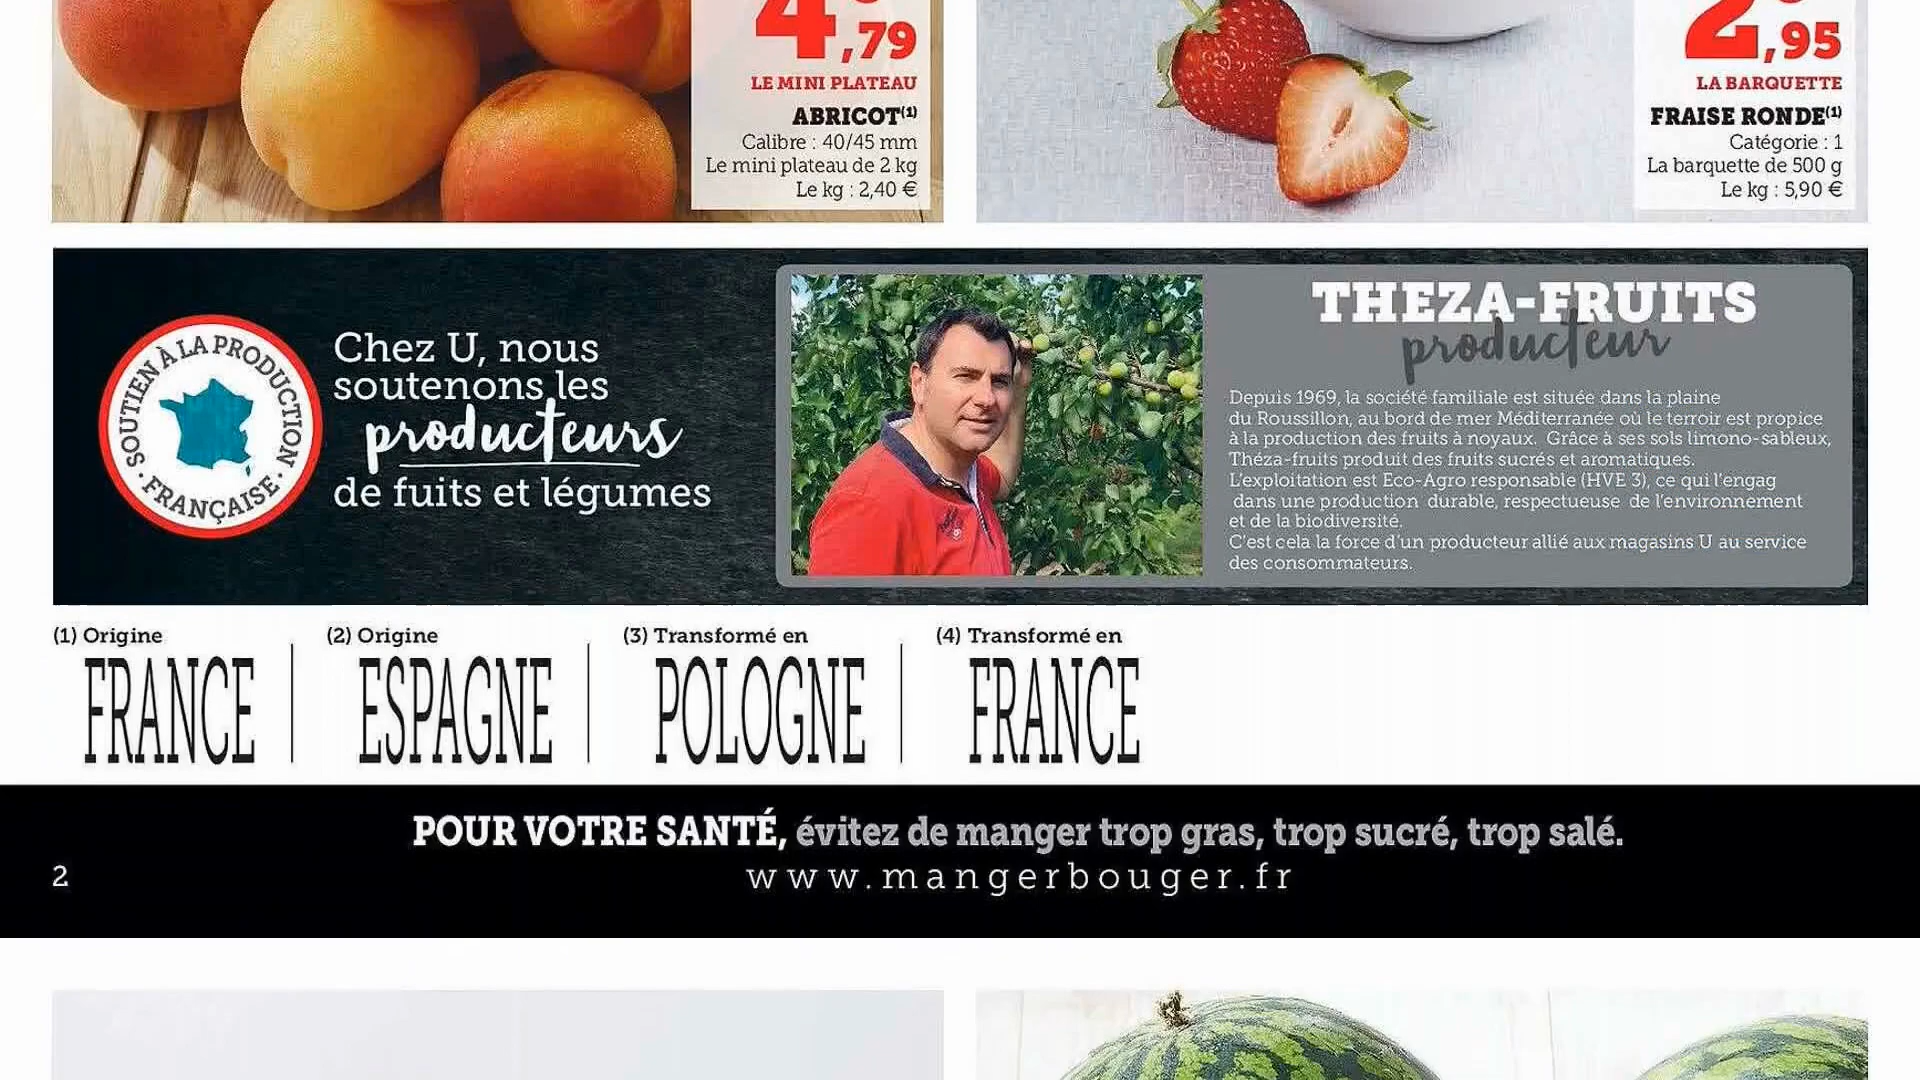 4€,79
LE MINI PLATEAU
ABRICOT(1)
Calibre : 40/45 mm
Le mini plateau de 2 kg
Le kg : 2,40 €
2€,95
LA BARQUETTE
FRAISE RONDE(1)
Catégorie : 1
La barquette de 500 g
Le kg : 5,90 €
· SOUTIEN À LA PRODUCTION ·
FRANÇAISE
Chez U, nous
soutenons les
producteurs
de fuits et légumes
THEZA-FRUITS
producteur
Depuis 1969, la société familiale est située dans la plaine
du Roussillon, au bord de mer Méditerranée où le terroir est propice
à la production des fruits à noyaux. Grâce à ses sols limono-sableux,
Théza-fruits produit des fruits sucrés et aromatiques.
L'exploitation est Eco-Agro responsable (HVE 3), ce qui l'engag
dans une production durable, respectueuse de l'environnement
et de la biodiversité.
C'est cela la force d'un producteur allié aux magasins U au service
des consommateurs.
(1) Origine
FRANCE
(2) Origine
ESPAGNE
(3) Transformé en
POLOGNE
(4) Transformé en
FRANCE
POUR VOTRE SANTÉ, évitez de manger trop gras, trop sucré, trop salé.
www.mangerbouger.fr
2